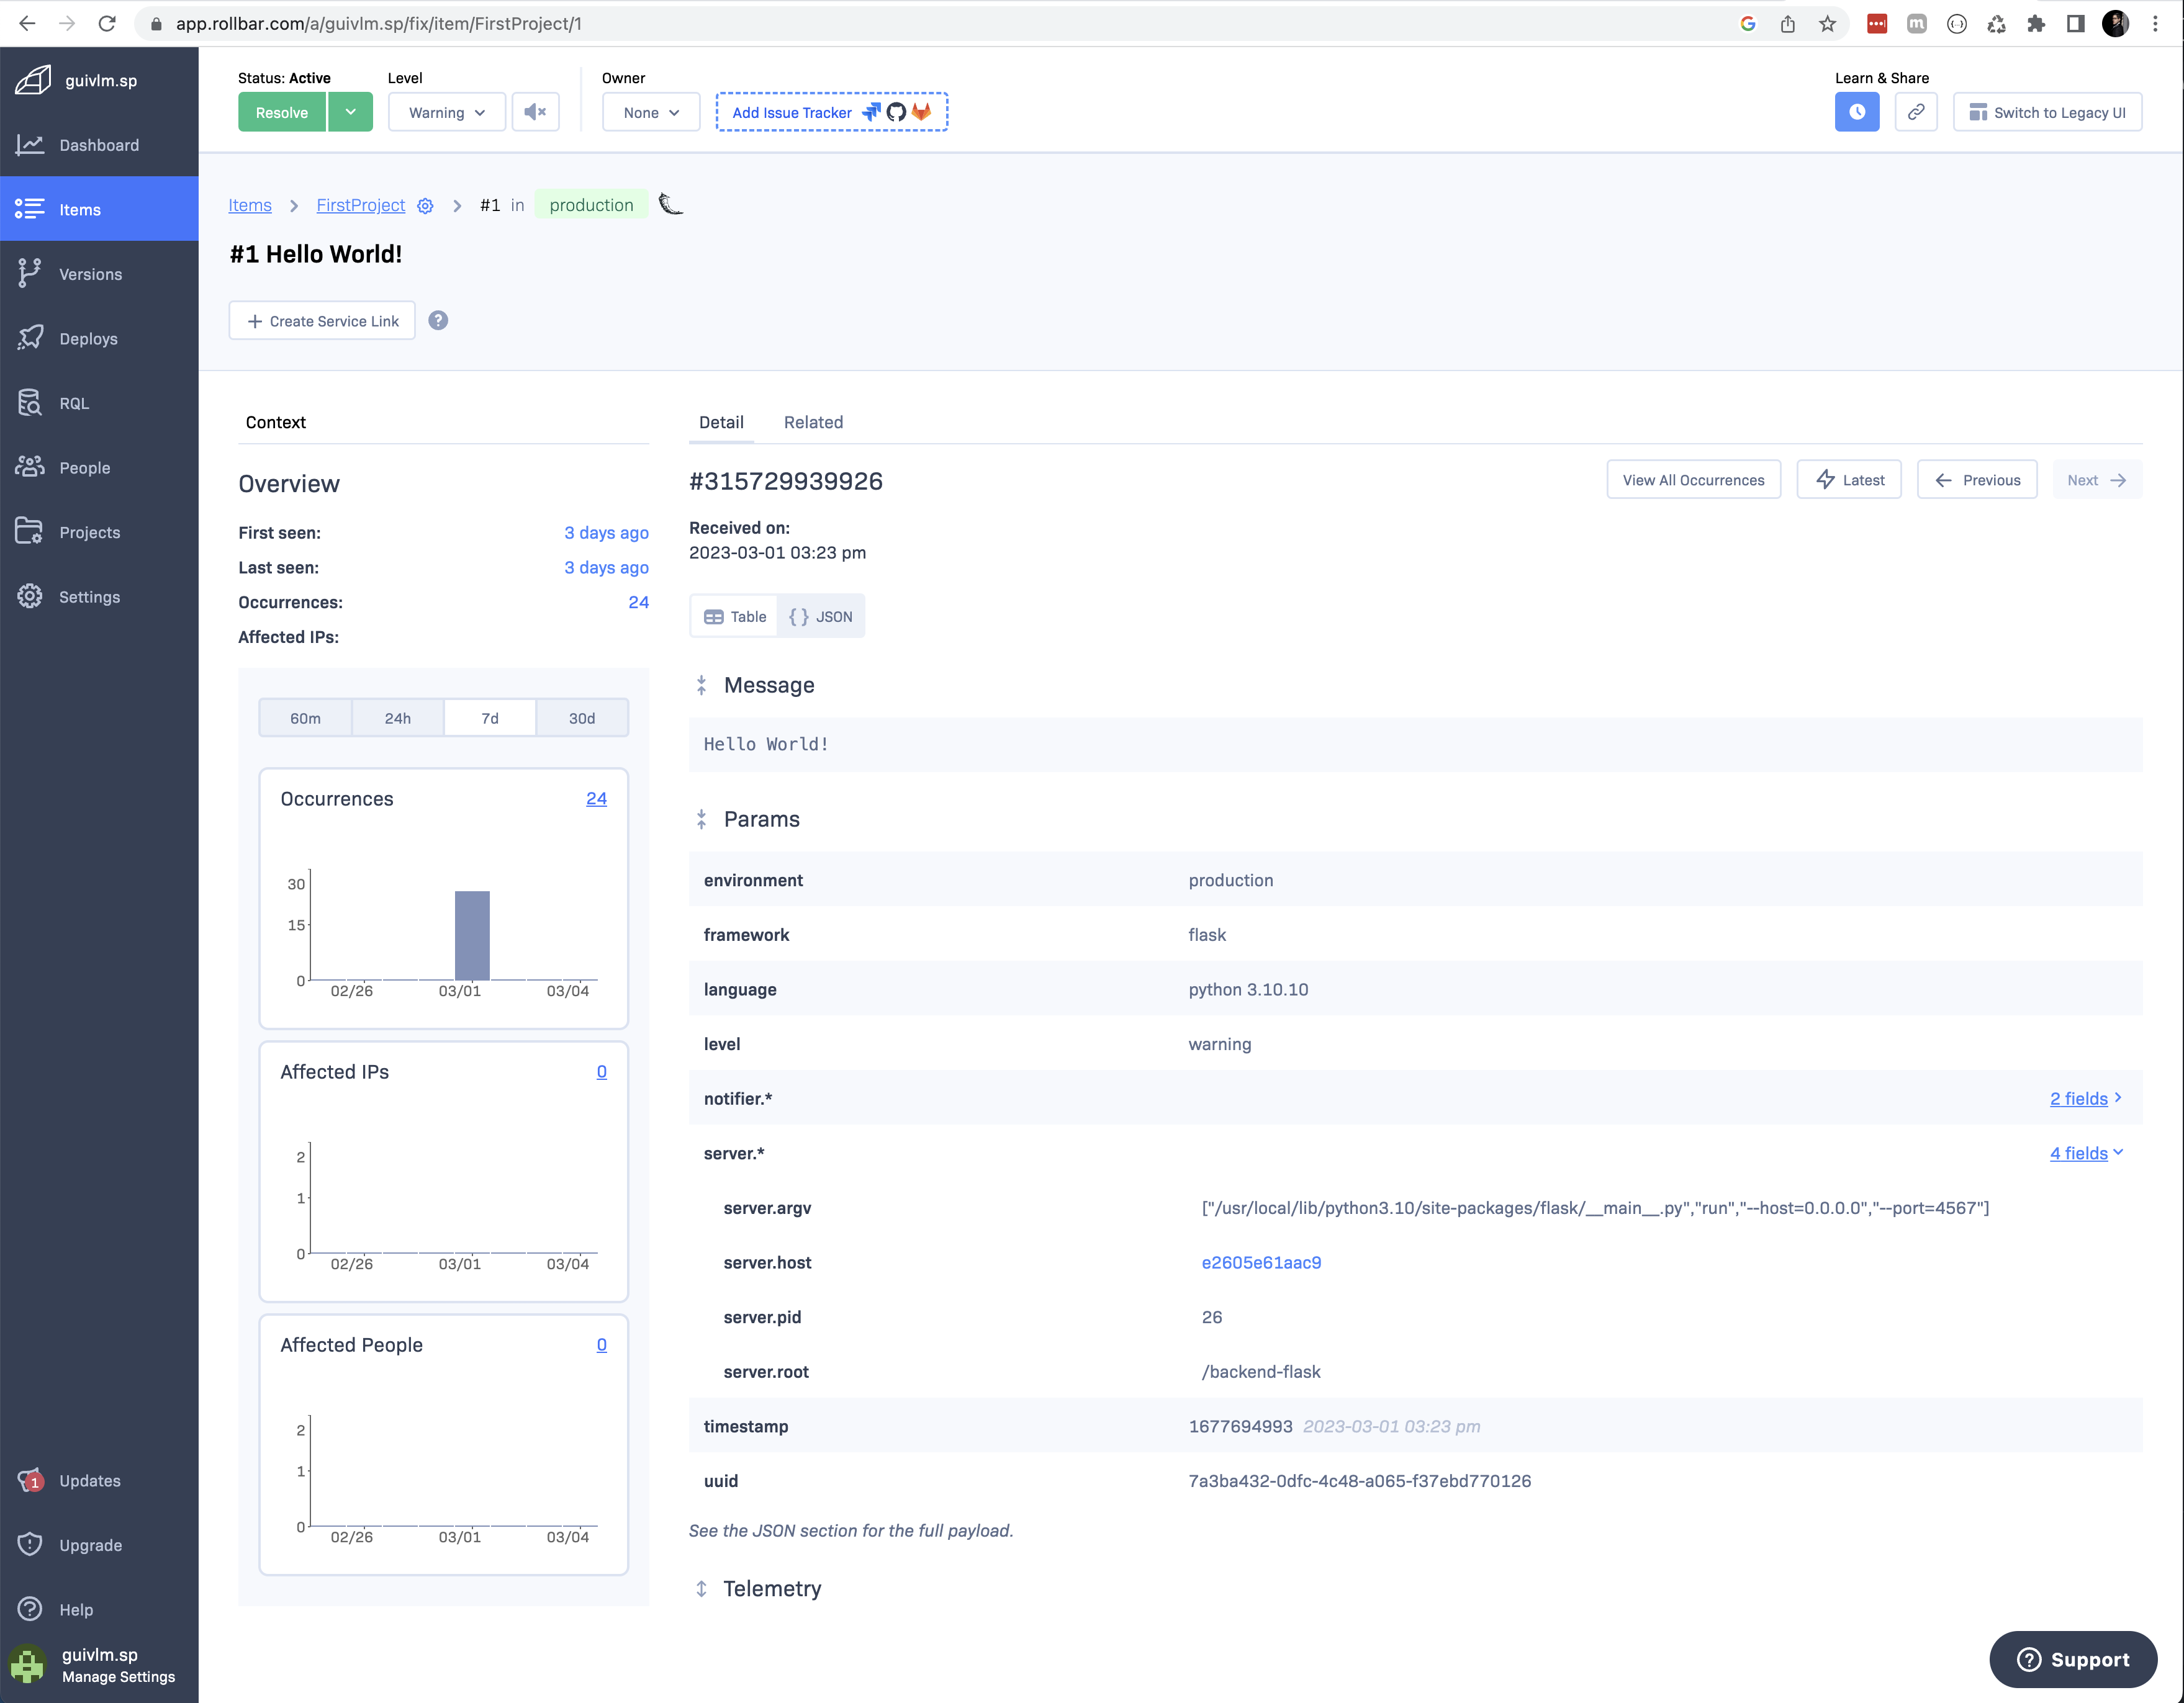 app.rollbar.com/a/guivlm.sp/fix/item/FirstProject/1
guivlm.sp
Dashboard
Items
Versions
Deploys
RQL
People
Projects
Settings
1 Updates
Upgrade
Help
guivlm.sp
Manage Settings
Status: Active
Level
Owner
Learn & Share
Resolve
Warning
None
Add Issue Tracker
Switch to Legacy UI
Items > FirstProject > #1 in production
#1 Hello World!
+ Create Service Link ?
Context
Overview
First seen: 3 days ago
Last seen: 3 days ago
Occurrences: 24
Affected IPs:
60m 24h 7d 30d
Occurrences 24
30
15
0
02/26 03/01 03/04
Affected IPs 0
2
1
0
02/26 03/01 03/04
Affected People 0
2
1
0
02/26 03/01 03/04
Detail Related
#315729939926
View All Occurrences Latest Previous Next
Received on:
2023-03-01 03:23 pm
Table {} JSON
Message
Hello World!
Params
environment production
framework flask
language python 3.10.10
level warning
notifier.* 2 fields
server.* 4 fields
server.argv ["/usr/local/lib/python3.10/site-packages/flask/__main__.py","run","--host=0.0.0.0","--port=4567"]
server.host e2605e61aac9
server.pid 26
server.root /backend-flask
timestamp 1677694993 2023-03-01 03:23 pm
uuid 7a3ba432-0dfc-4c48-a065-f37ebd770126
See the JSON section for the full payload.
Telemetry
? Support